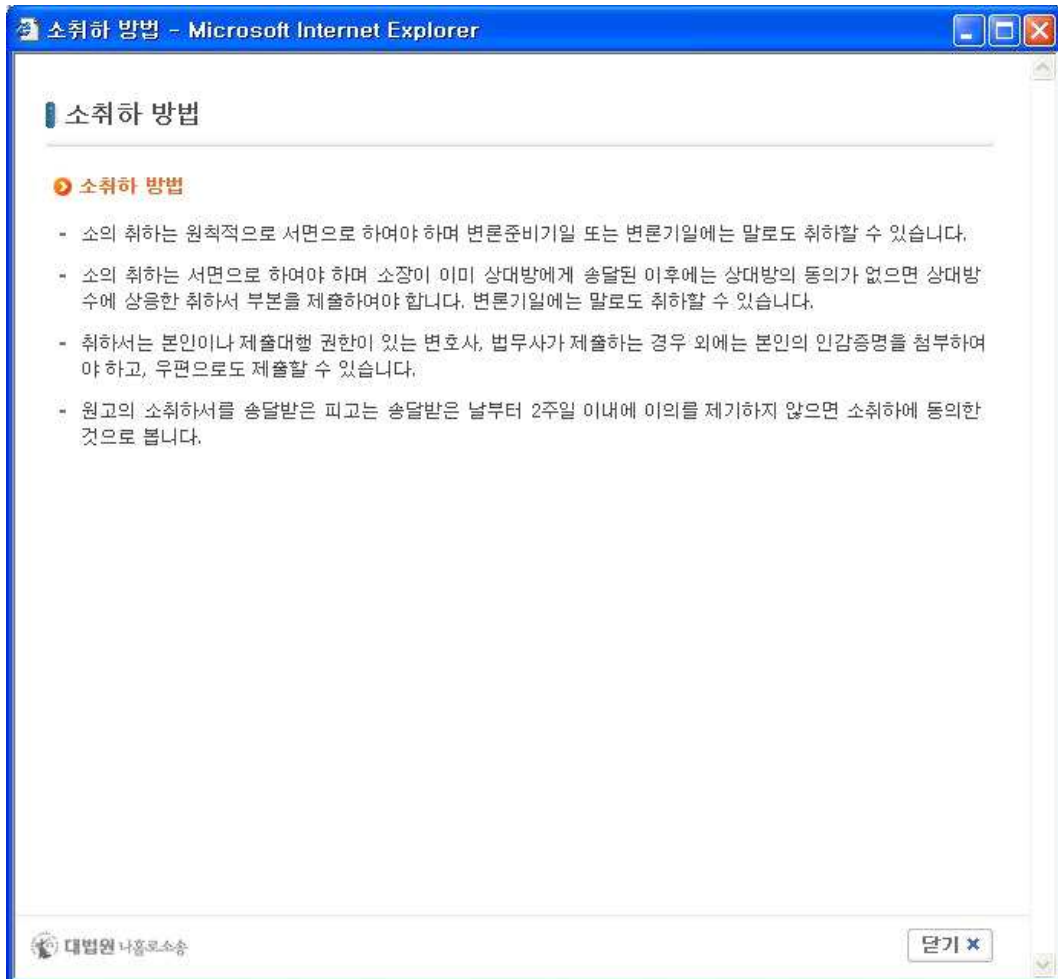 소취하 방법 - Microsoft Internet Explorer
소취하 방법
소취하 방법
- 소의 취하는 원칙적으로 서면으로 하여야 하며 변론준비기일 또는 변론기일에는 말로도 취하할 수 있습니다.
- 소의 취하는 서면으로 하여야 하며 소장이 이미 상대방에게 송달된 이후에는 상대방의 동의가 없으면 상대방
수에 상응한 취하서 부본을 제출하여야 합니다. 변론기일에는 말로도 취하할 수 있습니다.
- 취하서는 본인이나 제출대행 권한이 있는 변호사, 법무사가 제출하는 경우 외에는 본인의 인감증명을 첨부하여
야 하고, 우편으로도 제출할 수 있습니다.
- 원고의 소취하서를 송달받은 피고는 송달받은 날부터 2주일 이내에 이의를 제기하지 않으면 소취하에 동의한
것으로 봅니다.
대법원 나홀로소송
닫기 ×